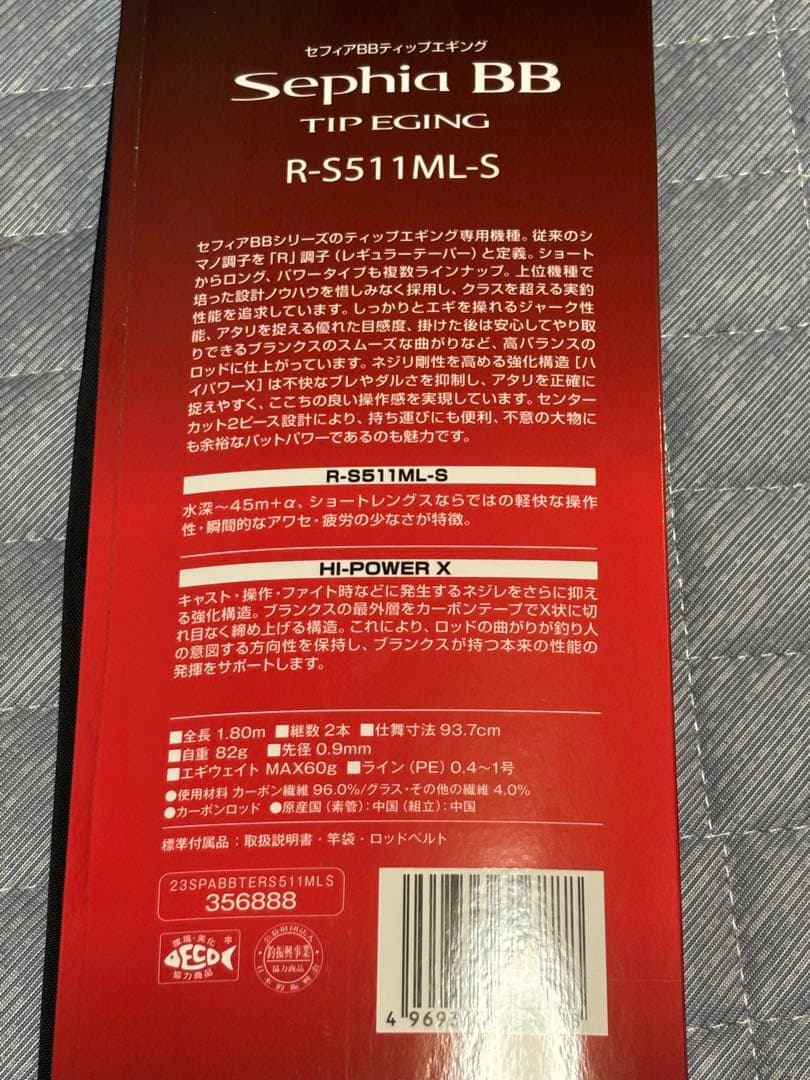 セフィアBBティップエギング
Sephia BB
TIP EGING
R-S511ML-S
セフィアBBシリーズのティップエギング専用機種。従来のシ
マノ調子を「R」調子（レギュラーテーパー）と定義。ショート
からロング、パワータイプも複数ラインナップ。上位機種で
培った設計ノウハウを惜しみなく採用し、クラスを超える実釣
性能を追求しています。しっかりとエギを操れるジャーク性
能、アタリを捉える優れた目感度、掛けた後は安心してやり取
りできるブランクスのスムーズな曲がりなど、高バランスの
ロッドに仕上がっています。ネジリ剛性を高める強化構造［ハ
イパワーX］は不快なブレやダルさを抑制し、アタリを正確に
捉えやすく、ここちの良い操作感を実現しています。センター
カット2ピース設計により、持ち運びにも便利、不意の大物に
も余裕なバットパワーであるのも魅力です。
R-S511ML-S
水深～45m+α、ショートレングスならではの軽快な操作
性・瞬間的なアワセ・疲労の少なさが特徴。
HI-POWER X
キャスト・操作・ファイト時などに発生するネジレをさらに抑え
る強化構造。ブランクスの最外層をカーボンテープでX状に切
れ目なく締め上げる構造。これにより、ロッドの曲がりが釣り人
の意図する方向性を保持し、ブランクスが持つ本来の性能の
発揮をサポートします。
■全長 1.80m ■継数 2本 ■仕舞寸法 93.7cm
■自重 82g ■先径 0.9mm
■エギウェイト MAX60g ■ライン（PE）0.4～1号
●使用材料 カーボン繊維 96.0%/グラス・その他の繊維 4.0%
●カーボンロッド ●原産国（素管）：中国（組立）：中国
標準付属品：取扱説明書・竿袋・ロッドベルト
23SPABBTERS511MLS
356888
環境・美化
ECO
協力商品
公益財団法人
釣振興事業
協力商品
日本釣振興会
4 9693